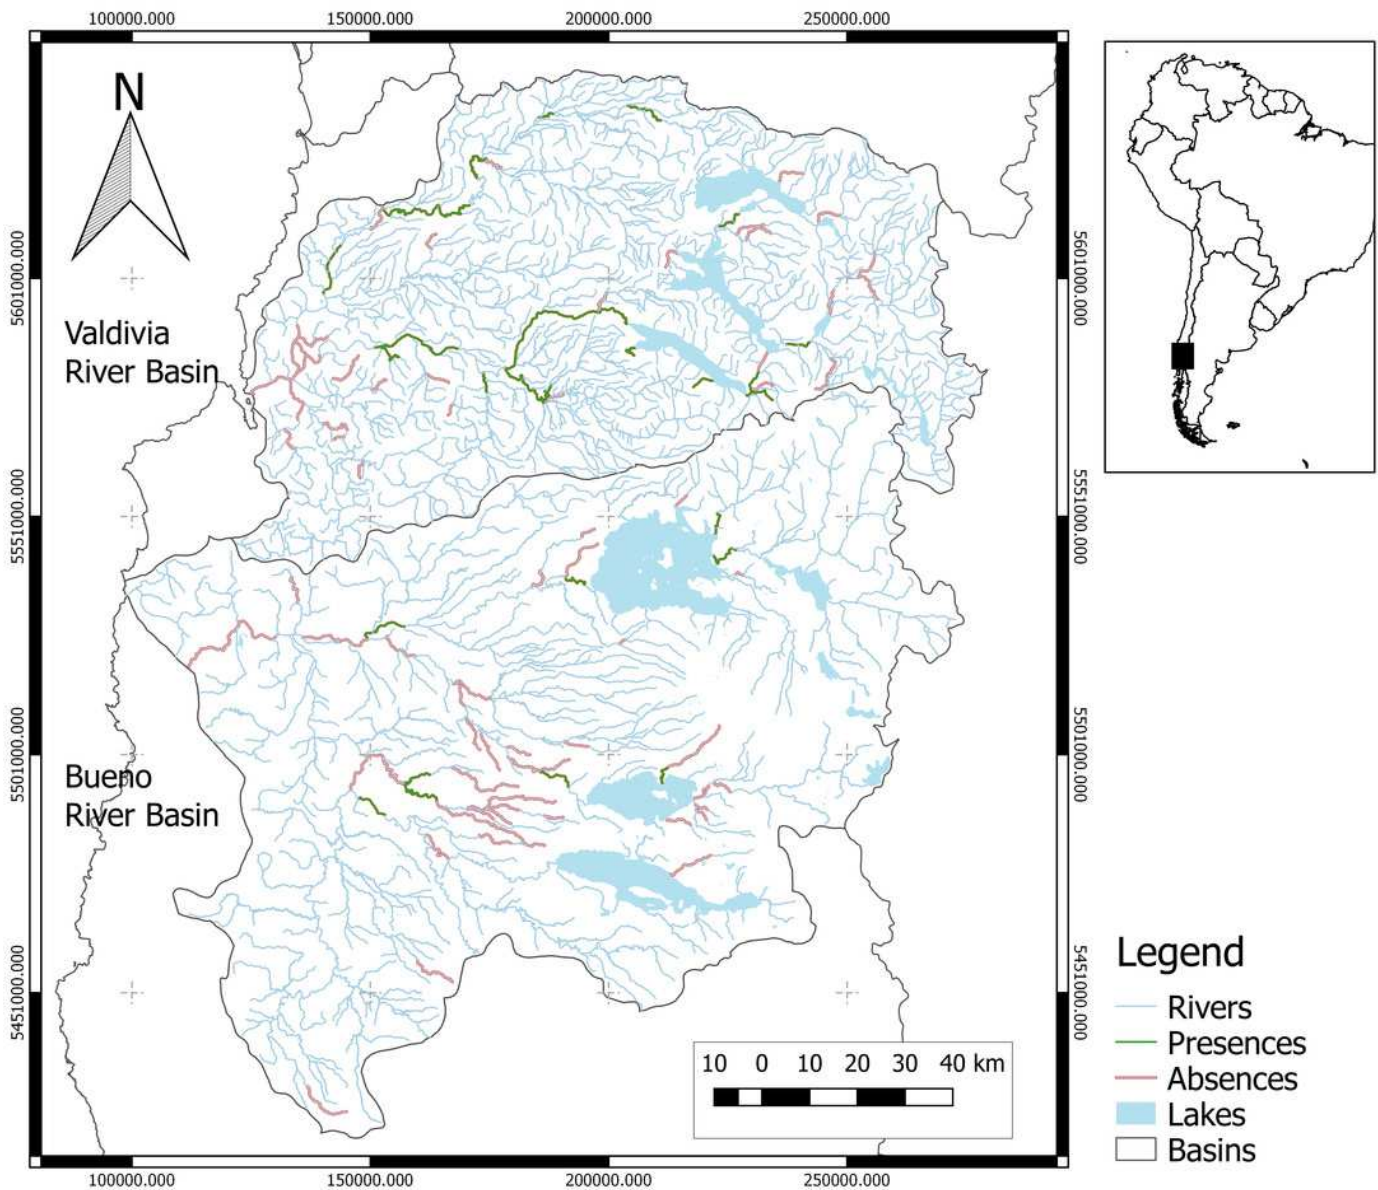 100000.000 150000.000 200000.000 250000.000
N
5601000.000 5601000.000
Valdivia
River Basin
5551000.000 5551000.000
5501000.000 5501000.000
Bueno
River Basin
5451000.000 5451000.000
Legend
Rivers
Presences
Absences
Lakes
Basins
10 0 10 20 30 40 km
100000.000 150000.000 200000.000 250000.000